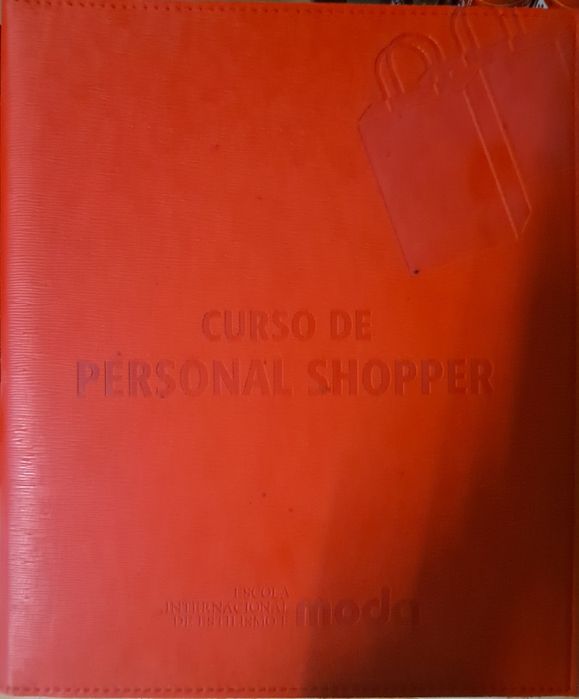 CURSO DE
PERSONAL SHOPPER
ESCOLA
INTERNACIONAL
DE ESTILISMO E moda